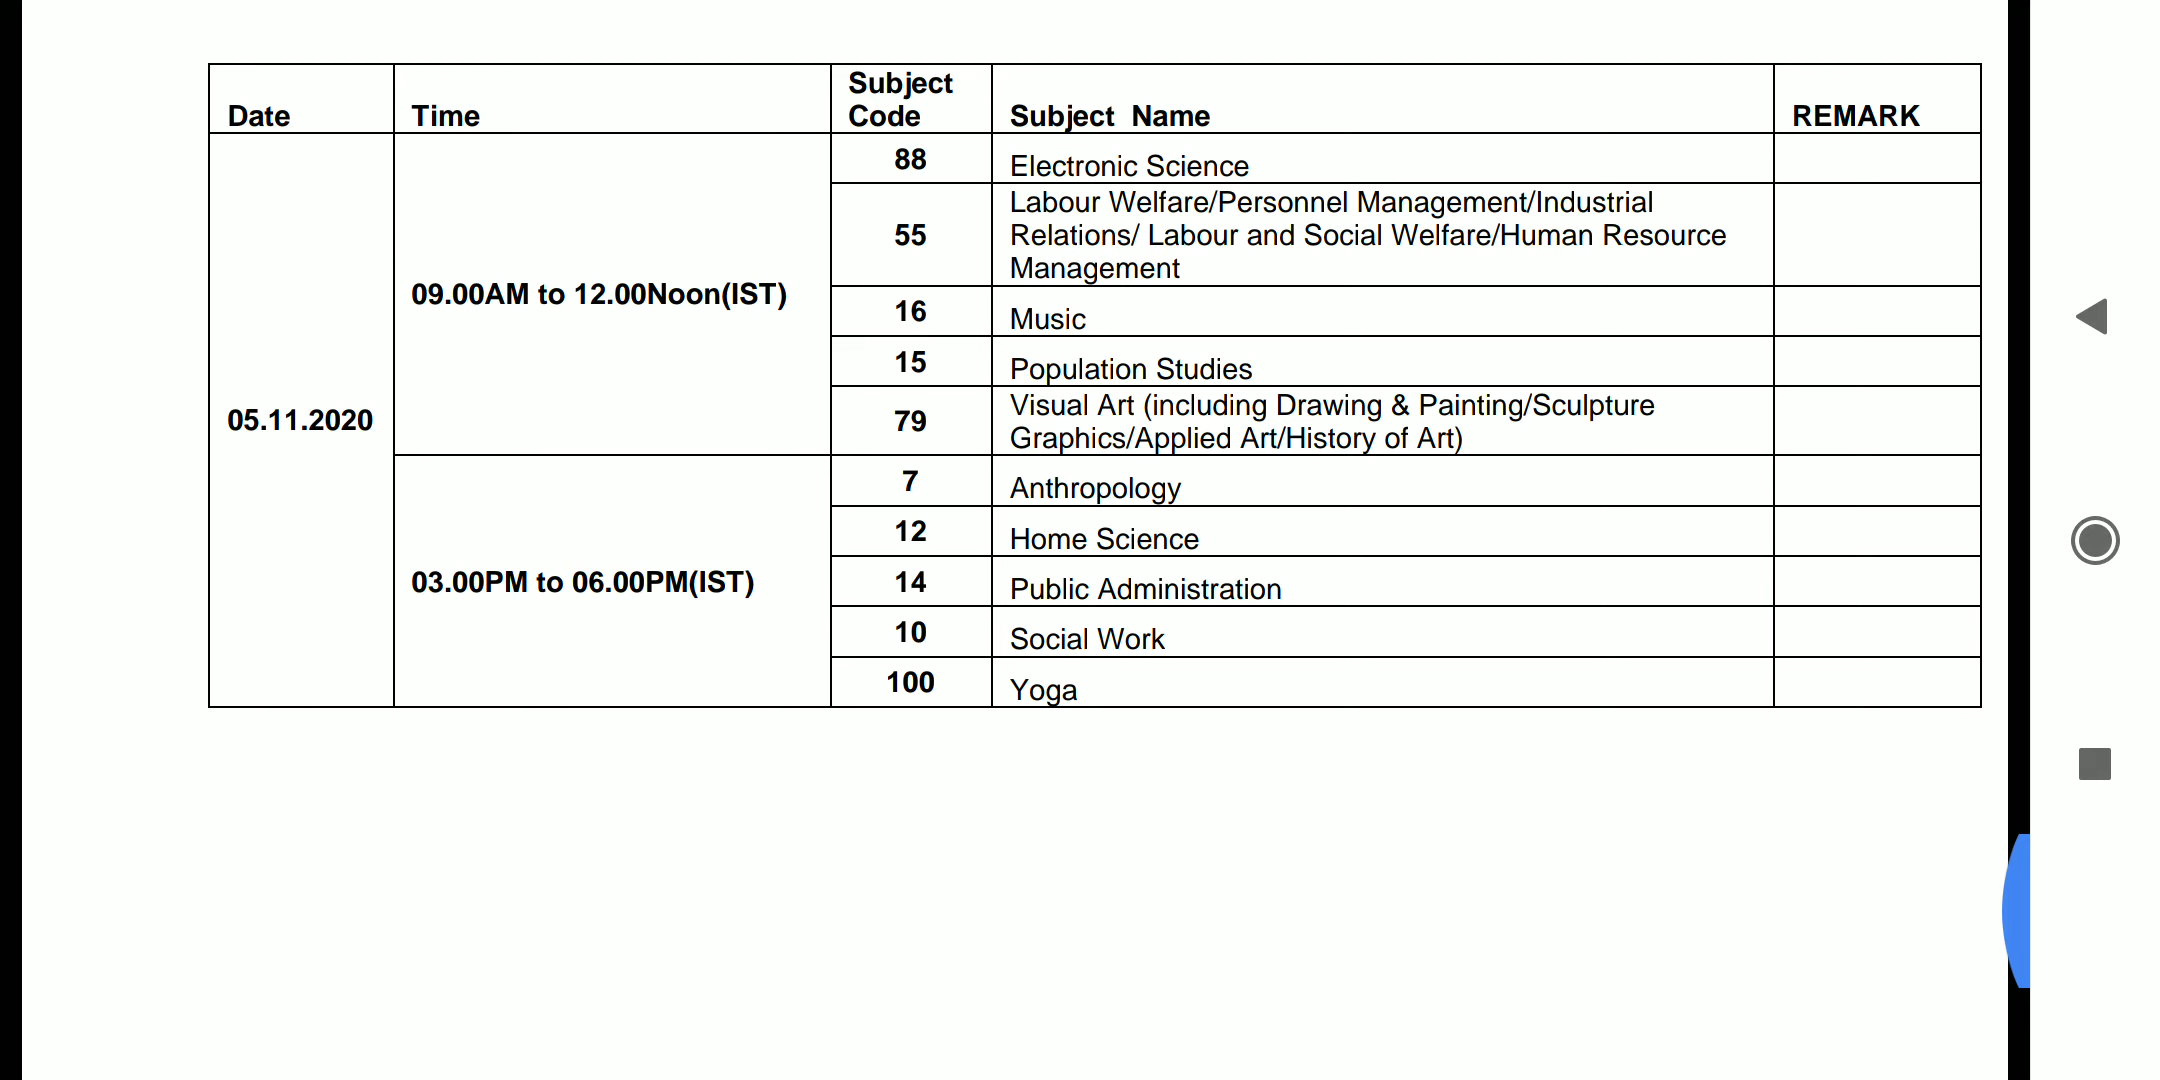 Date Time Subject Code Subject Name REMARK
05.11.2020
09.00AM to 12.00Noon(IST)
88 Electronic Science
55 Labour Welfare/Personnel Management/Industrial
Relations/ Labour and Social Welfare/Human Resource
Management
16 Music
15 Population Studies
79 Visual Art (including Drawing & Painting/Sculpture
Graphics/Applied Art/History of Art)
03.00PM to 06.00PM(IST)
7 Anthropology
12 Home Science
14 Public Administration
10 Social Work
100 Yoga